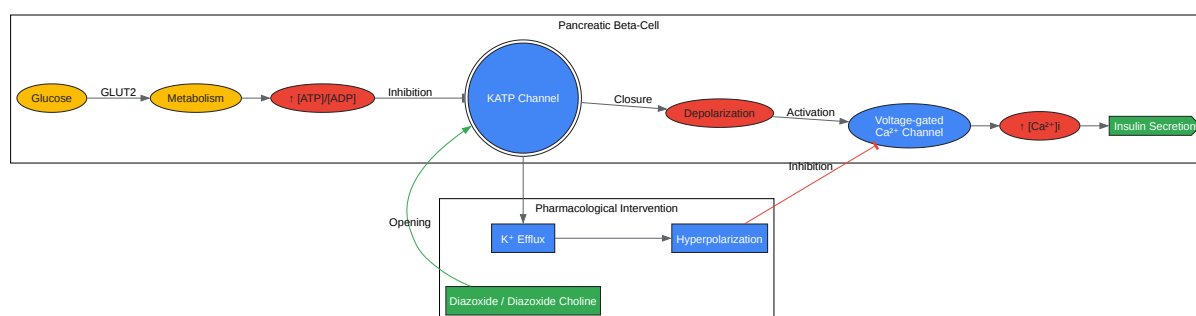 Pancreatic Beta-Cell
Glucose
GLUT2
Metabolism
↑ [ATP]/[ADP]
Inhibition
KATP Channel
Closure
Depolarization
Activation
Voltage-gated
Ca²⁺ Channel
↑ [Ca²⁺]i
Insulin Secretion
Inhibition
Pharmacological Intervention
Opening
K⁺ Efflux
Hyperpolarization
Diazoxide / Diazoxide Choline